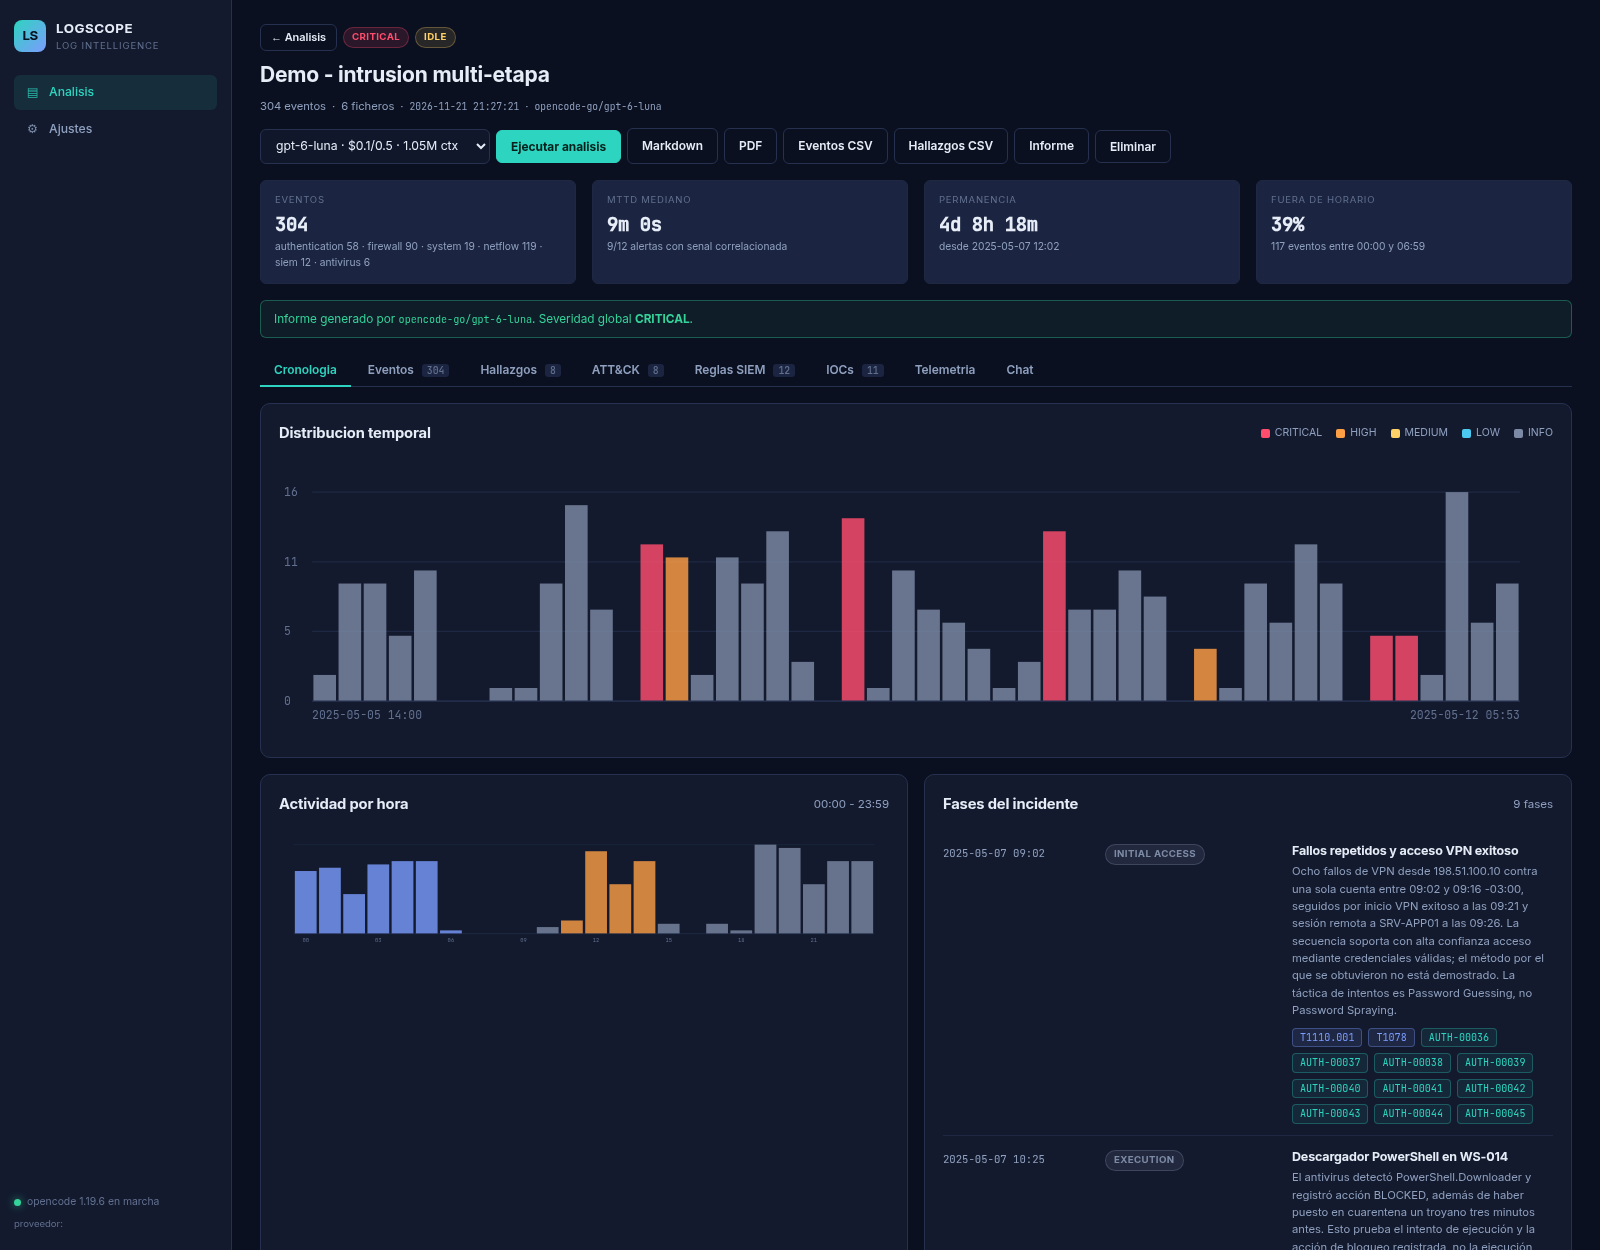 LS
LOGSCOPE
LOG INTELLIGENCE
Analisis
Ajustes
opencode 1.19.6 en marcha
proveedor:
← Analisis
CRITICAL
IDLE
Demo - intrusion multi-etapa
304 eventos · 6 ficheros · 2026-11-21 21:27:21 · opencode-go/gpt-6-luna
gpt-6-luna · $0.1/0.5 · 1.05M ctx
Ejecutar analisis
Markdown
PDF
Eventos CSV
Hallazgos CSV
Informe
Eliminar
EVENTOS
304
authentication 58 · firewall 90 · system 19 · netflow 119 ·
siem 12 · antivirus 6
MTTD MEDIANO
9m 0s
9/12 alertas con senal correlacionada
PERMANENCIA
4d 8h 18m
desde 2025-05-07 12:02
FUERA DE HORARIO
39%
117 eventos entre 00:00 y 06:59
Informe generado por opencode-go/gpt-6-luna. Severidad global CRITICAL.
Cronologia
Eventos 304
Hallazgos 8
ATT&CK 8
Reglas SIEM 12
IOCs 11
Telemetria
Chat
Distribucion temporal
CRITICAL
HIGH
MEDIUM
LOW
INFO
16
11
5
0
2025-05-05 14:00
2025-05-12 05:53
Actividad por hora
00:00 - 23:59
00
03
06
09
12
15
18
21
Fases del incidente
9 fases
2025-05-07 09:02
INITIAL ACCESS
Fallos repetidos y acceso VPN exitoso
Ocho fallos de VPN desde 198.51.100.10 contra
una sola cuenta entre 09:02 y 09:16 -03:00,
seguidos por inicio VPN exitoso a las 09:21 y
sesión remota a SRV-APP01 a las 09:26. La
secuencia soporta con alta confianza acceso
mediante credenciales válidas; el método por el
que se obtuvieron no está demostrado. La
táctica de intentos es Password Guessing, no
Password Spraying.
T1110.001 T1078 AUTH-00036
AUTH-00037 AUTH-00038 AUTH-00039
AUTH-00040 AUTH-00041 AUTH-00042
AUTH-00043 AUTH-00044 AUTH-00045
2025-05-07 10:25
EXECUTION
Descargador PowerShell en WS-014
El antivirus detectó PowerShell.Downloader y
registró acción BLOCKED, además de haber
puesto en cuarentena un troyano tres minutos
antes. Esto prueba el intento de ejecución y la
acción de bloqueo registrada, no la ejecución